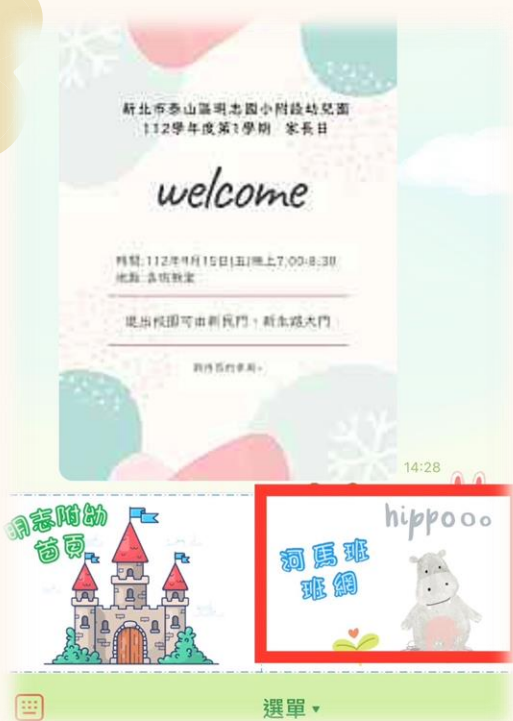 新北市泰山區明志國小附設幼兒園
112學年度第1學期 家長日
welcome
時間:112年9月15日(五)晚上7:00-8:30
地點:各班教室
進出校園可由新民門、新生路大門
14:28
明志附幼
首頁
hippooo
河馬班
班網
選單▾